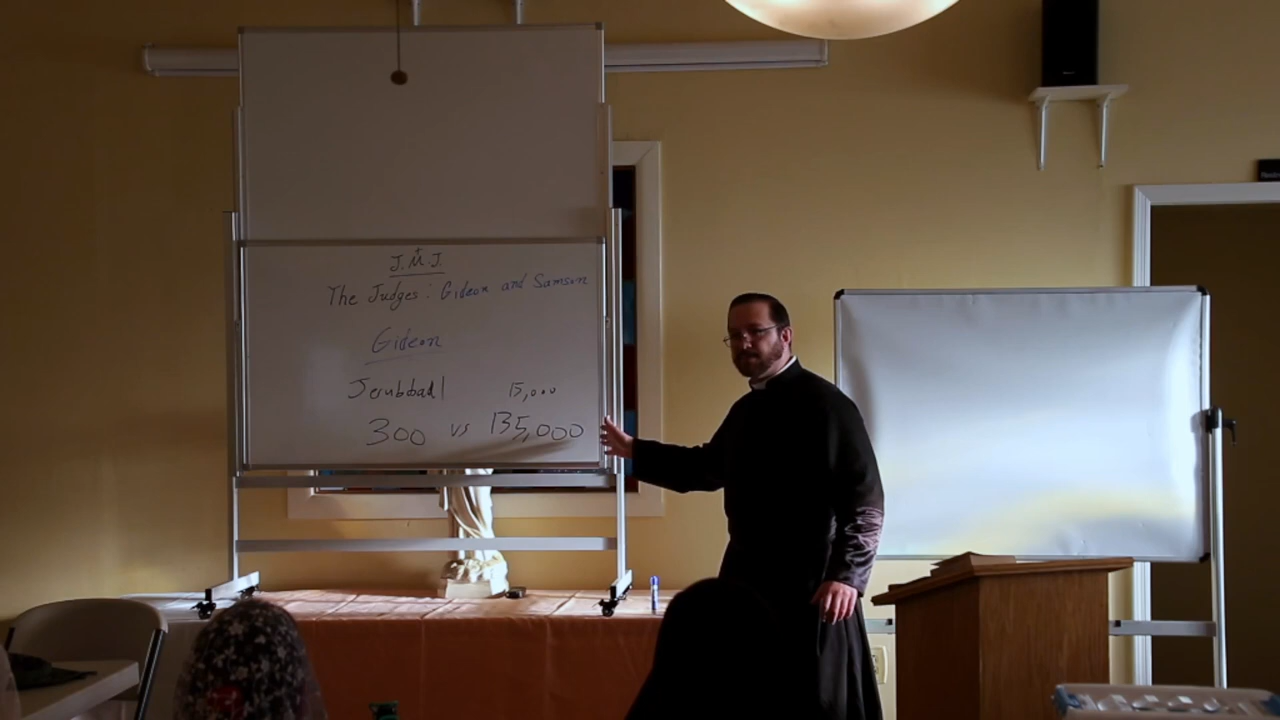 J.M.J.
The Judges: Gideon and Samson
Gideon
Jerubbaal 15,000
300 vs 135,000